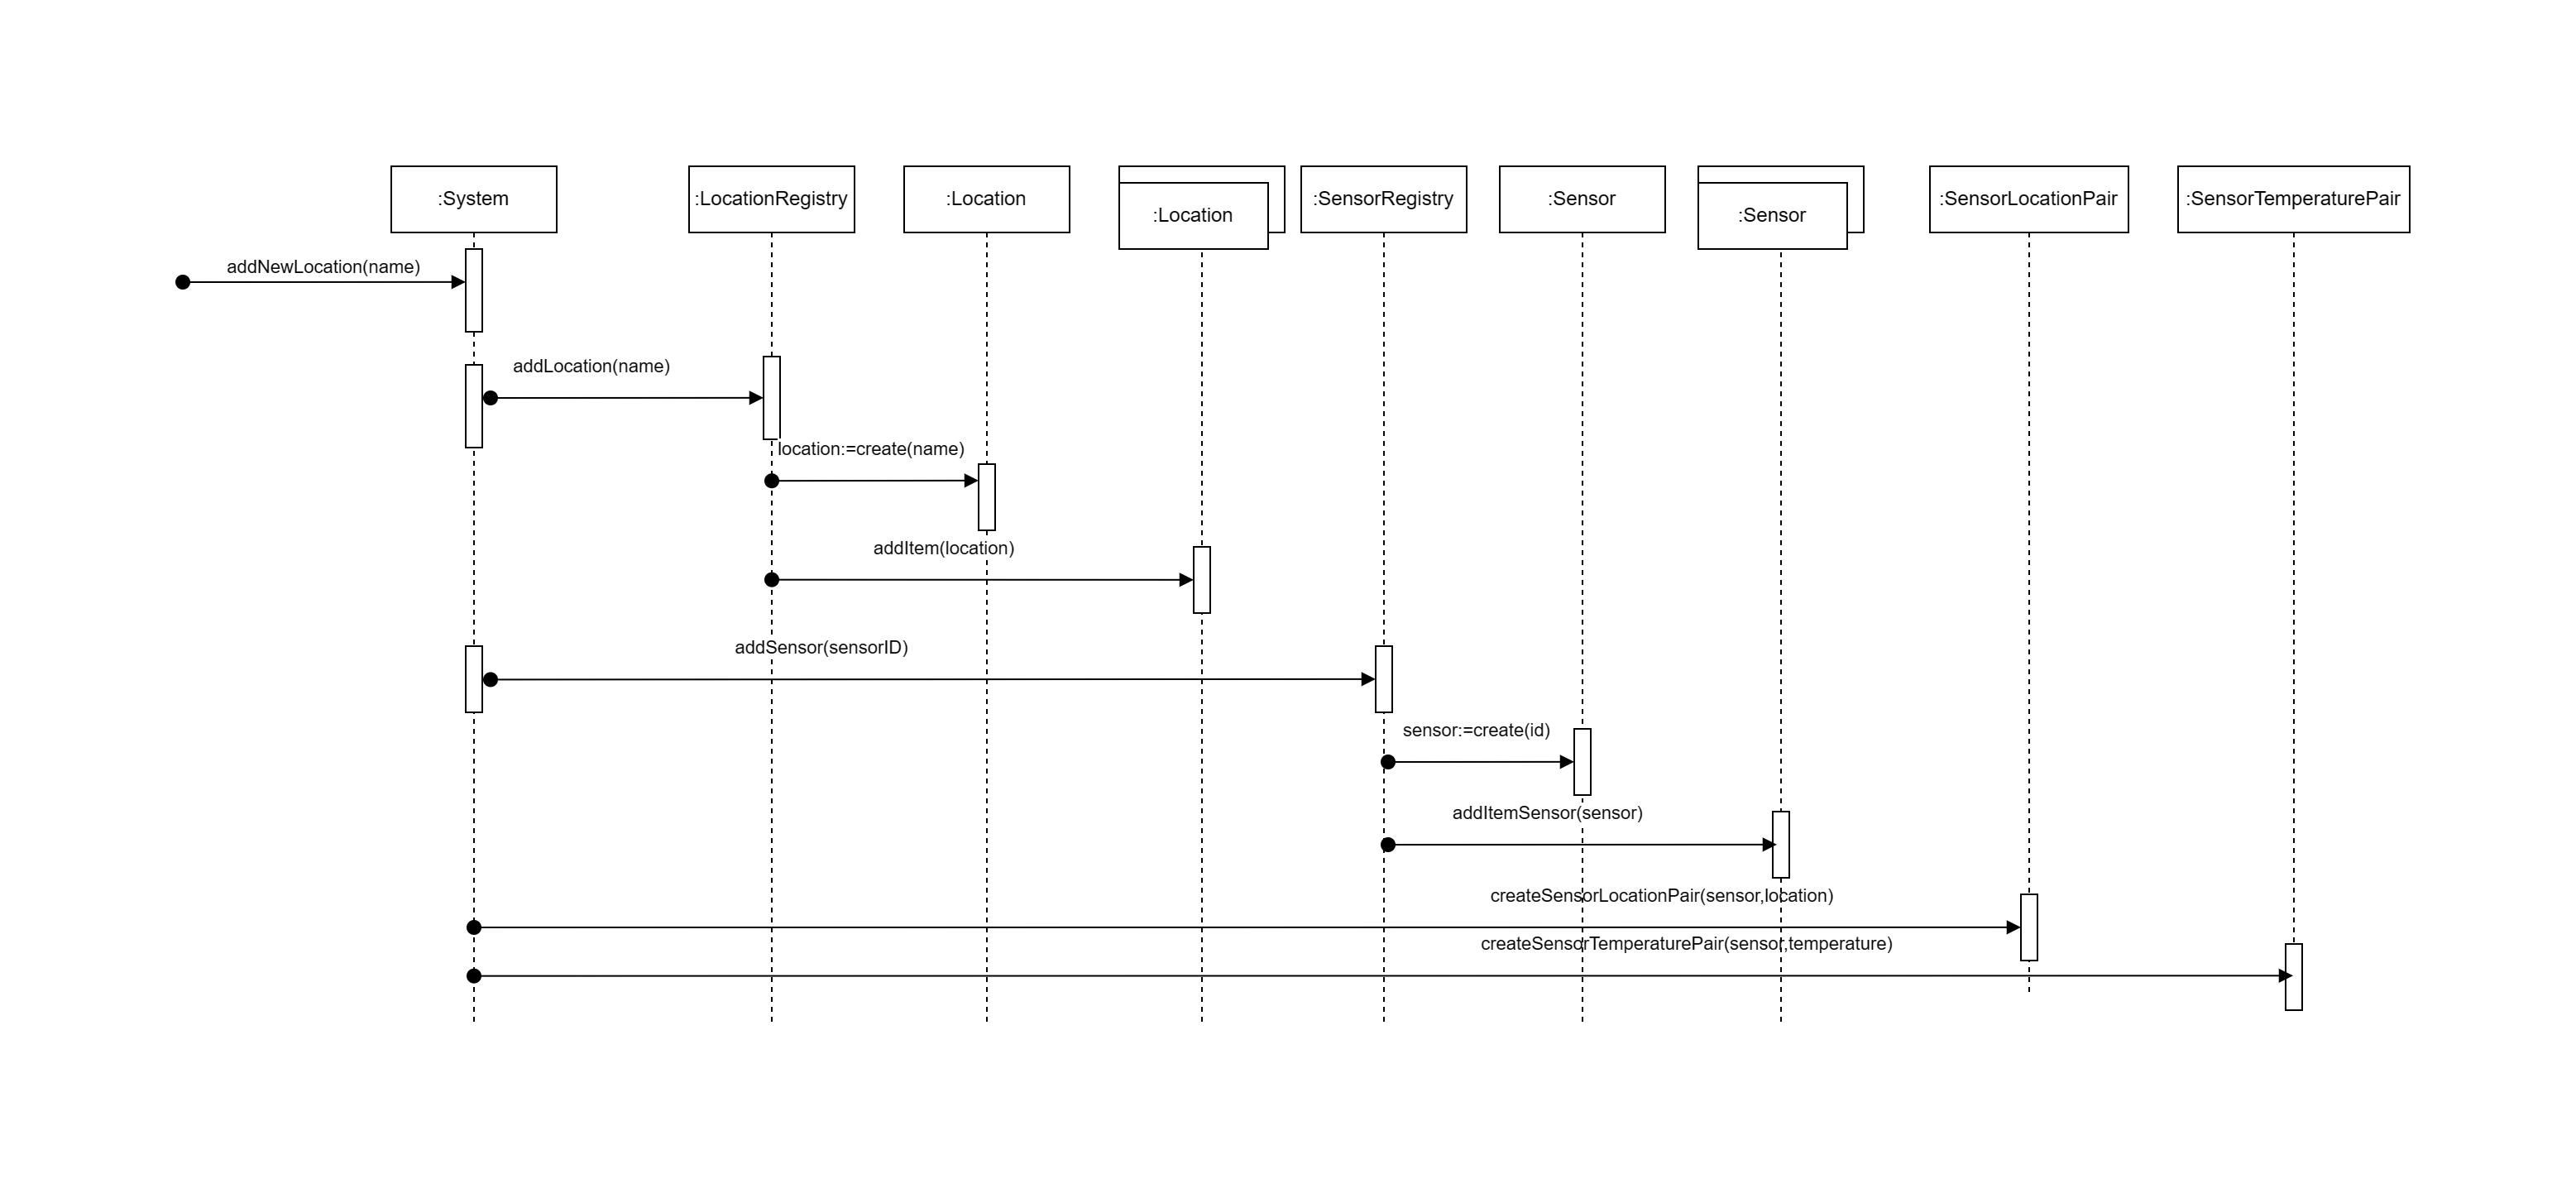 :System
:LocationRegistry
:Location
:Location
:SensorRegistry
:Sensor
:Sensor
:SensorLocationPair
:SensorTemperaturePair
addNewLocation(name)
addLocation(name)
location:=create(name)
addItem(location)
addSensor(sensorID)
sensor:=create(id)
addItemSensor(sensor)
createSensorLocationPair(sensor,location)
createSensorTemperaturePair(sensor,temperature)